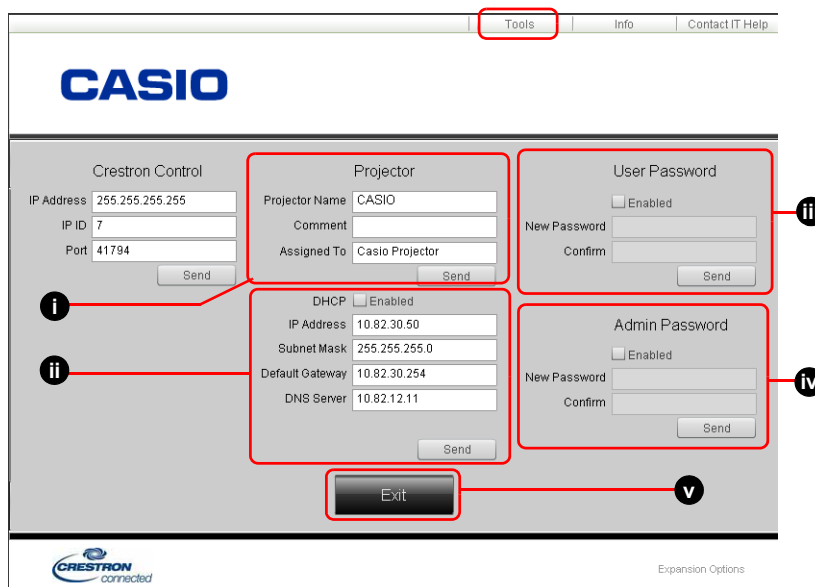 Tools Info Contact IT Help
CASIO
Crestron Control
IP Address 255.255.255.255
IP ID 7
Port 41794
Send
Projector
Projector Name CASIO
Comment
Assigned To Casio Projector
Send
User Password
Enabled
New Password
Confirm
Send
ii
i
DHCP Enabled
IP Address 10.82.30.50
Subnet Mask 255.255.255.0
Default Gateway 10.82.30.254
DNS Server 10.82.12.11
Send
ii
Admin Password
Enabled
New Password
Confirm
Send
iv
Exit
v
CRESTRON
connected
Expansion Options